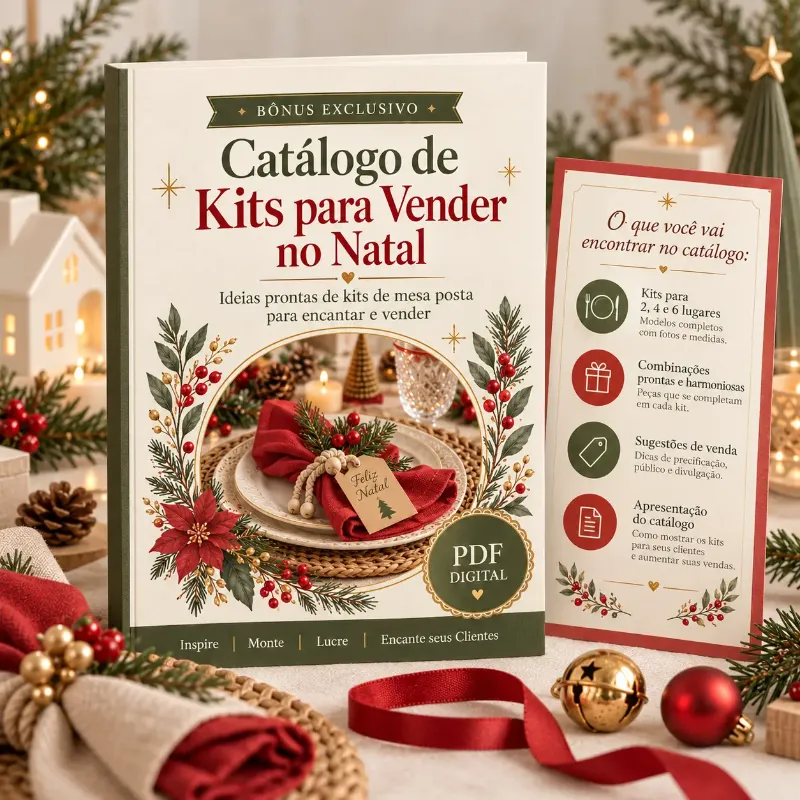 BÔNUS EXCLUSIVO
Catálogo de
Kits para Vender
no Natal
Ideias prontas de kits de mesa posta
para encantar e vender
Feliz
Natal
PDF
DIGITAL
Inspire | Monte | Lucre | Encante seus Clientes
O que você vai
encontrar no catálogo:
Kits para
2, 4 e 6 lugares
Modelos completos
com fotos e medidas.
Combinações
prontas e harmoniosas
Peças que se completam
em cada kit.
Sugestões de venda
Dicas de precificação,
público e divulgação.
Apresentação
do catálogo
Como mostrar os kits
para seus clientes
e aumentar suas vendas.